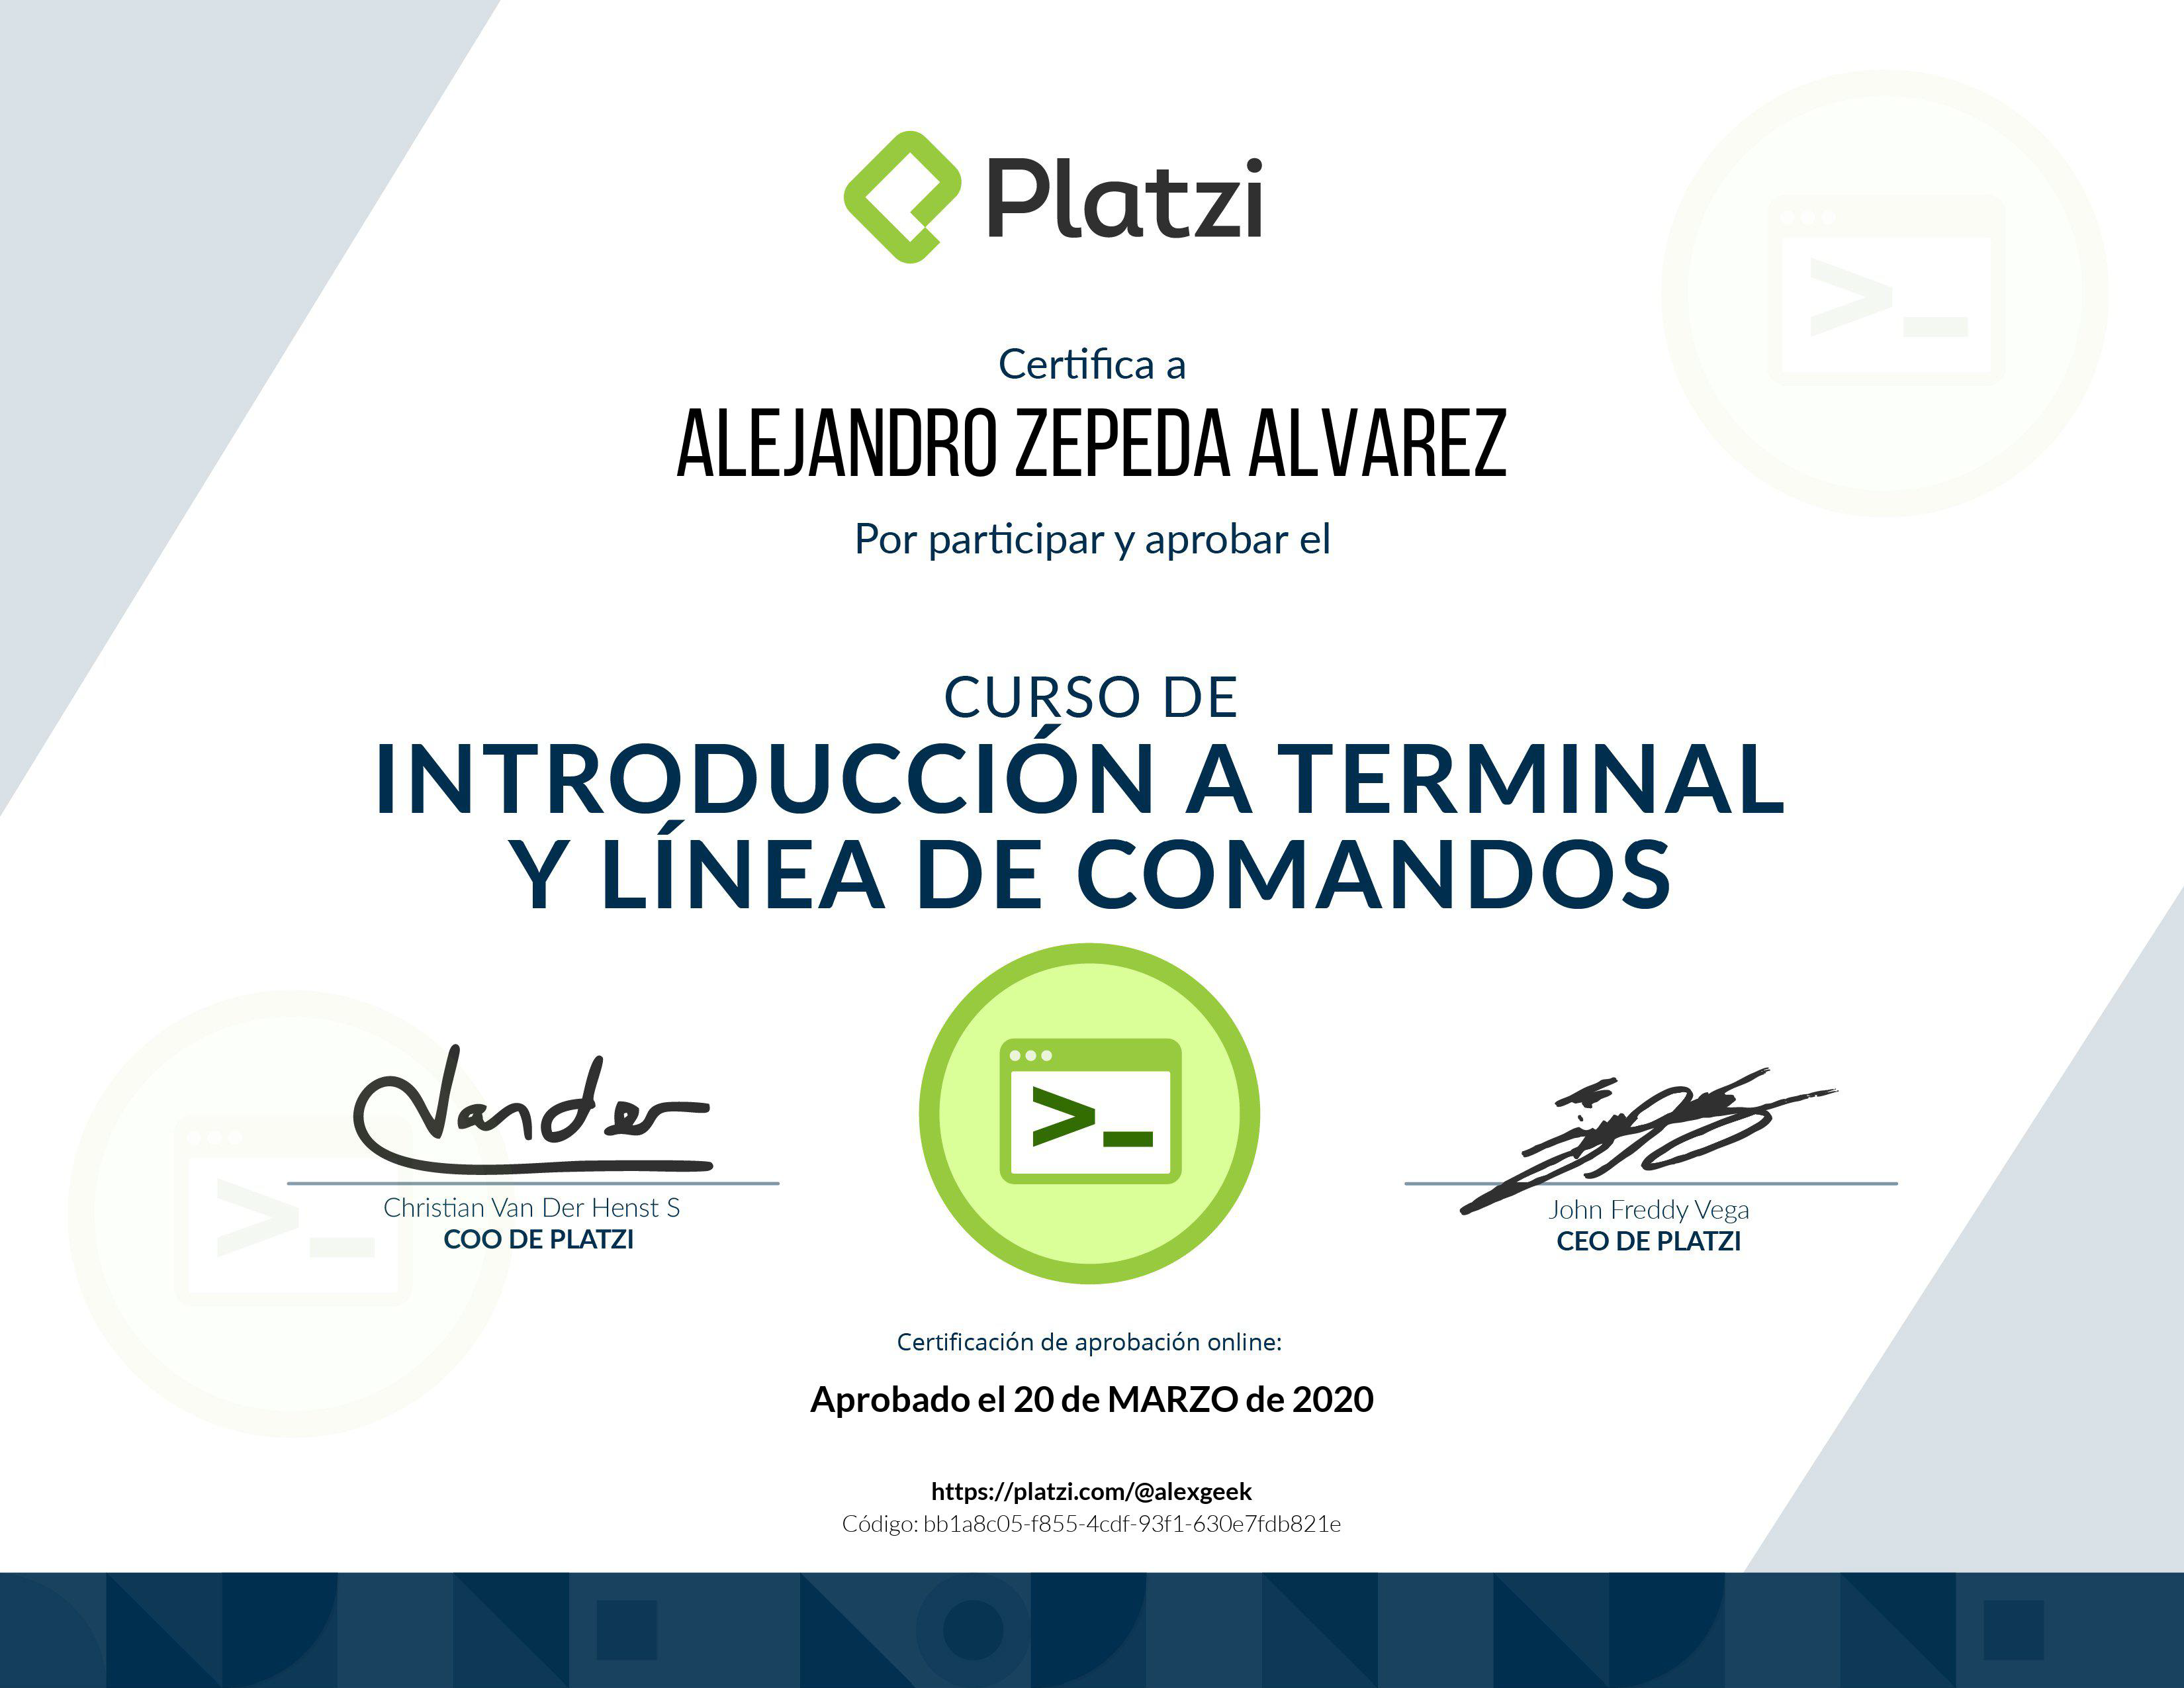 Platzi
Certifica a
ALEJANDRO ZEPEDA ALVAREZ
Por participar y aprobar el
CURSO DE
INTRODUCCIÓN A TERMINAL
Y LÍNEA DE COMANDOS
>_
Vander
Christian Van Der Henst S
COO DE PLATZI
John Freddy Vega
CEO DE PLATZI
Certificación de aprobación online:
Aprobado el 20 de MARZO de 2020
https://platzi.com/@alexgeek
Código: bb1a8c05-f855-4cdf-93f1-630e7fdb821e